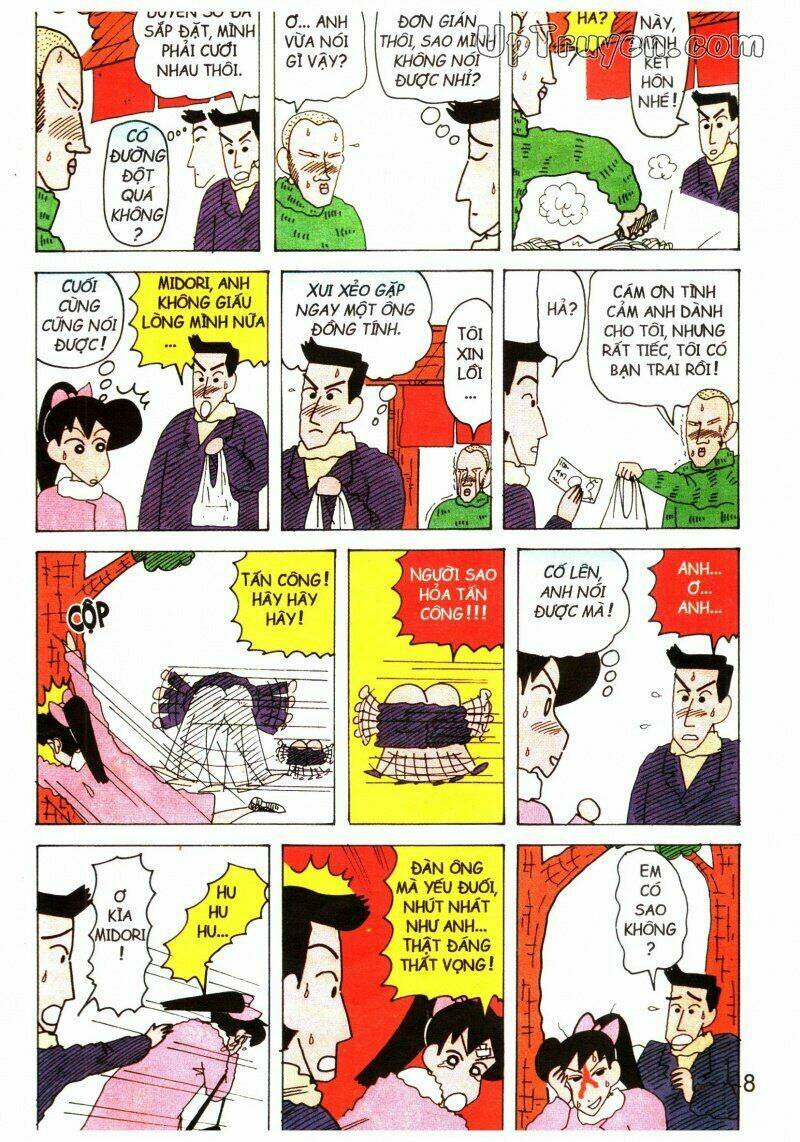 NÀY,
MÌNH
KẾT
HÔN
NHÉ!
HẢ?
UpTruyen.com
ĐƠN GIẢN
THÔI, SAO MÌNH
KHÔNG NÓI
ĐƯỢC NHỈ?
Ơ... ANH
VỪA NÓI
GÌ VẬY?
DUYÊN SỐ ĐÃ
SẮP ĐẶT, MÌNH
PHẢI CƯƠI
NHAU THÔI.
CÓ
ĐƯỜNG
ĐỘT
QUÁ
KHÔNG
?
CÁM ƠN TÌNH
CẢM ANH DÀNH
CHO TÔI, NHƯNG
RẤT TIẾC, TÔI CÓ
BẠN TRAI RỒI!
HẢ?
TÔI
XIN
LỖI
...
XUI XẺO GẶP
NGAY MỘT ÔNG
ĐỒNG TÍNH.
MIDORI, ANH
KHÔNG GIẤU
LÒNG MÌNH NỮA
...
CUỐI
CÙNG
CŨNG NÓI
ĐƯỢC!
ANH...
Ơ...
ANH...
CỐ LÊN,
ANH NÓI
ĐƯỢC MÀ!
NGƯỜI SAO
HỎA TẤN
CÔNG!!!
TẤN CÔNG!
HÂY HÂY
HÂY!
CỘP
EM
CÓ
SAO
KHÔNG
?
ĐÀN ÔNG
MÀ YẾU ĐUỐI,
NHÚT NHÁT
NHƯ ANH...
THẬT ĐÁNG
THẤT VỌNG!
HU
HU
HU...
Ơ
KÌA
MIDORI
!
8